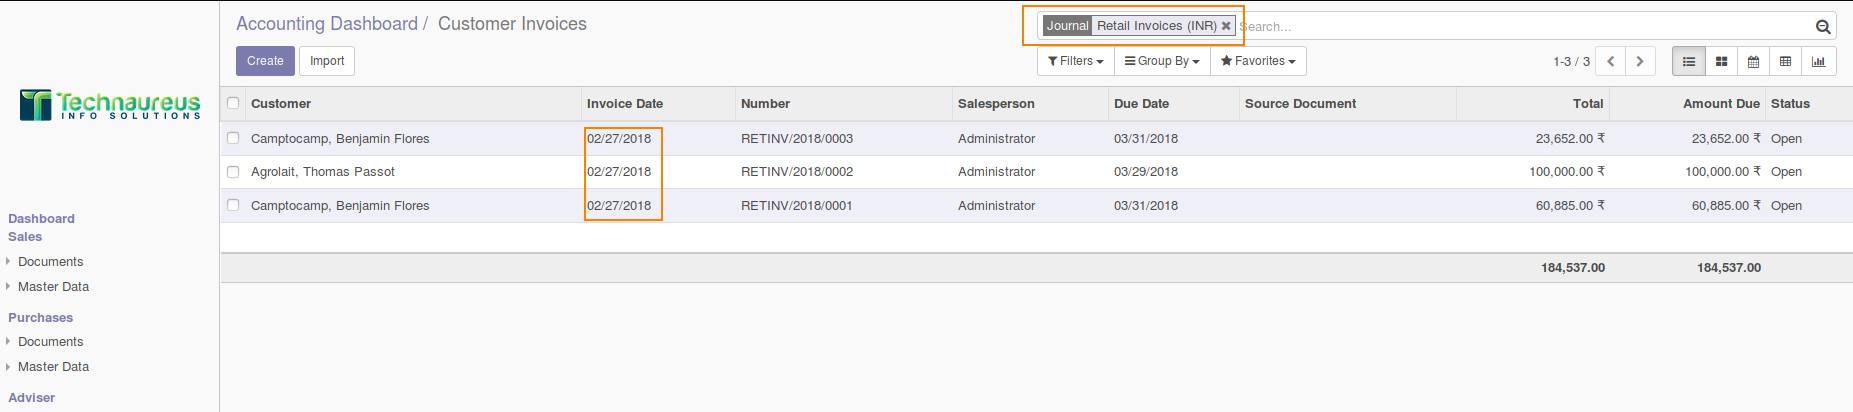 Accounting Dashboard / Customer Invoices
Journal Retail Invoices (INR) Search...
Create Import
Filters Group By Favorites 1-3 / 3
Technaureus
INFO SOLUTIONS
Customer Invoice Date Number Salesperson Due Date Source Document Total Amount Due Status
Camptocamp, Benjamin Flores 02/27/2018 RETINV/2018/0003 Administrator 03/31/2018 23,652.00 ₹ 23,652.00 ₹ Open
Agrolait, Thomas Passot 02/27/2018 RETINV/2018/0002 Administrator 03/29/2018 100,000.00 ₹ 100,000.00 ₹ Open
Camptocamp, Benjamin Flores 02/27/2018 RETINV/2018/0001 Administrator 03/31/2018 60,885.00 ₹ 60,885.00 ₹ Open
184,537.00 184,537.00
Dashboard
Sales
Documents
Master Data
Purchases
Documents
Master Data
Adviser